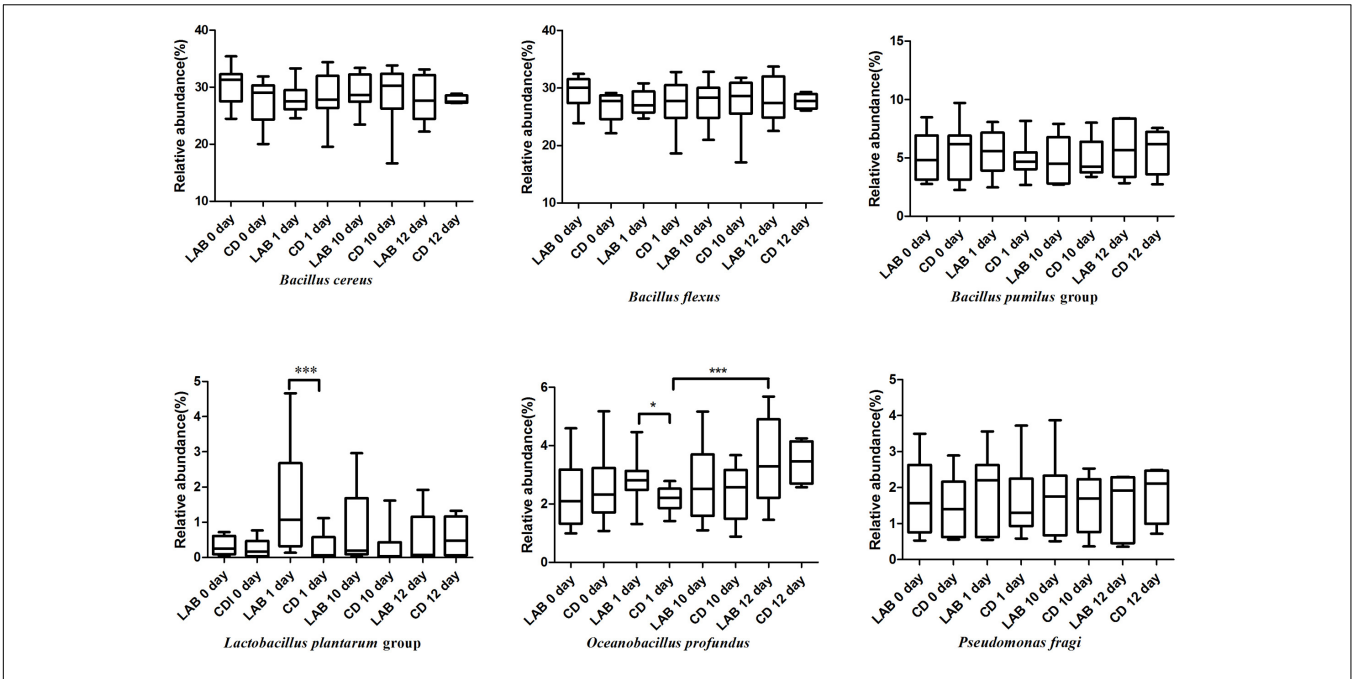 Relative abundance(%)
40
30
20
10
LAB 0 day
CD 0 day
LAB 1 day
CD 1 day
LAB 10 day
CD 10 day
LAB 12 day
CD 12 day
Bacillus cereus
Relative abundance(%)
40
30
20
10
LAB 0 day
CD 0 day
LAB 1 day
CD 1 day
LAB 10 day
CD 10 day
LAB 12 day
CD 12 day
Bacillus flexus
Relative abundance(%)
15
10
5
0
LAB 0 day
CD 0 day
LAB 1 day
CD 1 day
LAB 10 day
CD 10 day
LAB 12 day
CD 12 day
Bacillus pumilus group
Relative abundance(%)
5
4
3
2
1
0
***
LAB 0 day
CDI 0 day
LAB 1 day
CD 1 day
LAB 10 day
CD 10 day
LAB 12 day
CD 12 day
Lactobacillus plantarum group
Relative abundance(%)
6
4
2
0
*
***
LAB 0 day
CD 0 day
LAB 1 day
CD 1 day
LAB 10 day
CD 10 day
LAB 12 day
CD 12 day
Oceanobacillus profundus
Relative abundance(%)
5
4
3
2
1
0
LAB 0 day
CD 0 day
LAB 1 day
CD 1 day
LAB 10 day
CD 10 day
LAB 12 day
CD 12 day
Pseudomonas fragi